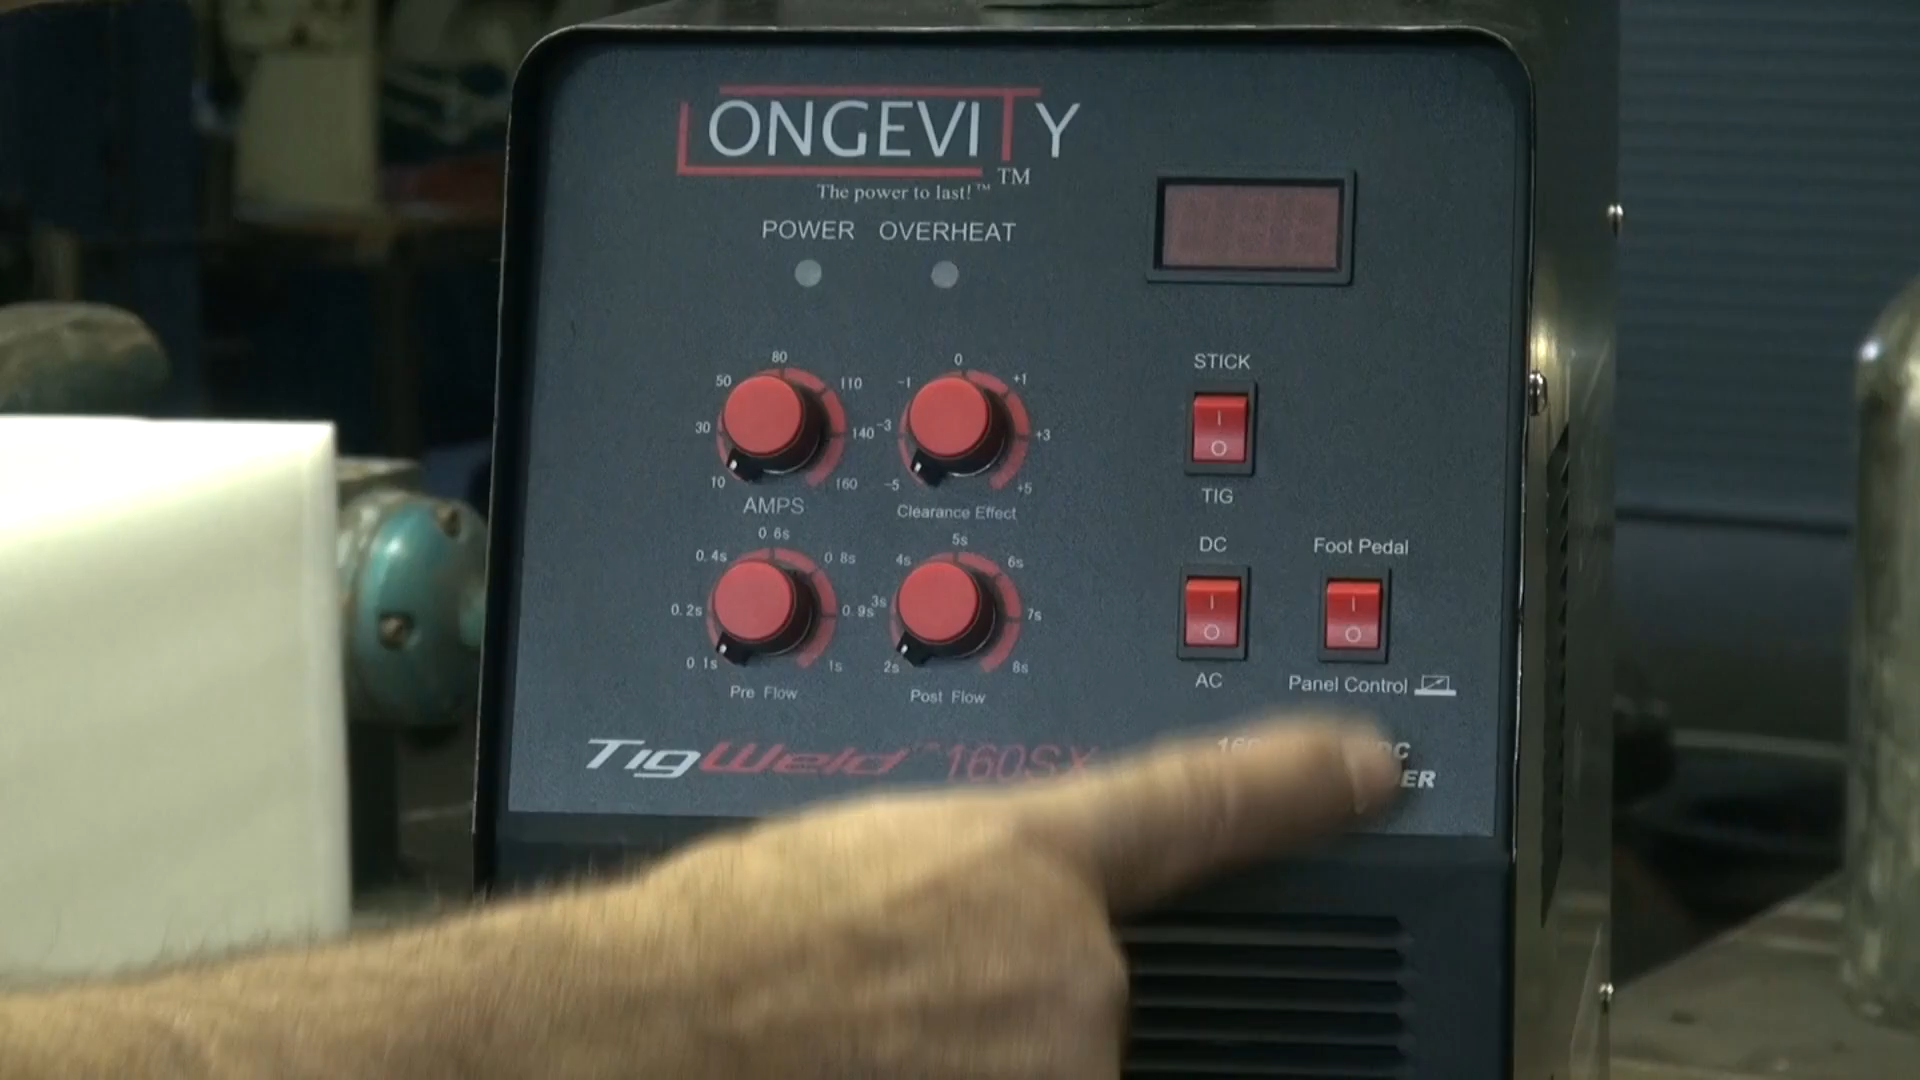 LONGEVITY TM
The power to last!™
POWER OVERHEAT
80
50 110
30 140
10 160
AMPS
0
-1 +1
-3 +3
-5 +5
Clearance Effect
STICK
I
O
TIG
0.6s
0.4s 0.8s
0.2s 0.9s
0.1s 1s
Pre Flow
5s
4s 6s
3s 7s
2s 8s
Post Flow
DC
I
O
AC
Foot Pedal
I
O
Panel Control
TigWeld™ 160SX